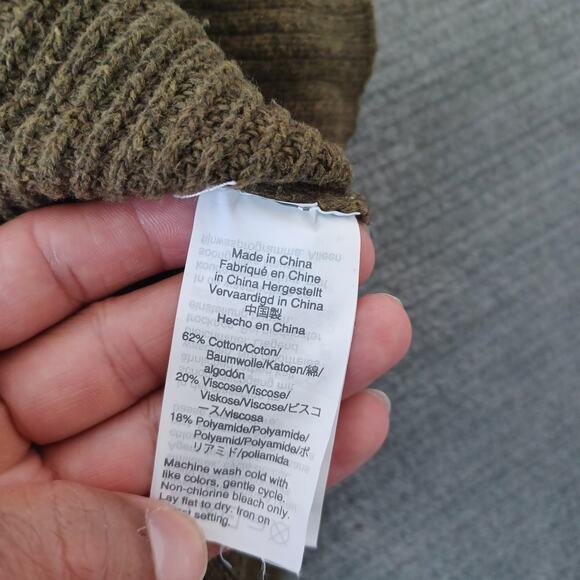 Made in China
Fabriqué en Chine
in China Hergestellt
Vervaardigd in China
中国製
Hecho en China
62% Cotton/Coton/
Baumwolle/Katoen/綿/
algodón
20% Viscose/Viscose/
Viskose/Viscose/ビスコ
ース/viscosa
18% Polyamide/Polyamide/
Polyamid/Polyamide/ポ
リアミド/poliamida
Machine wash cold with
like colors, gentle cycle.
Non-chlorine bleach only.
Lay flat to dry. Iron on
setting.